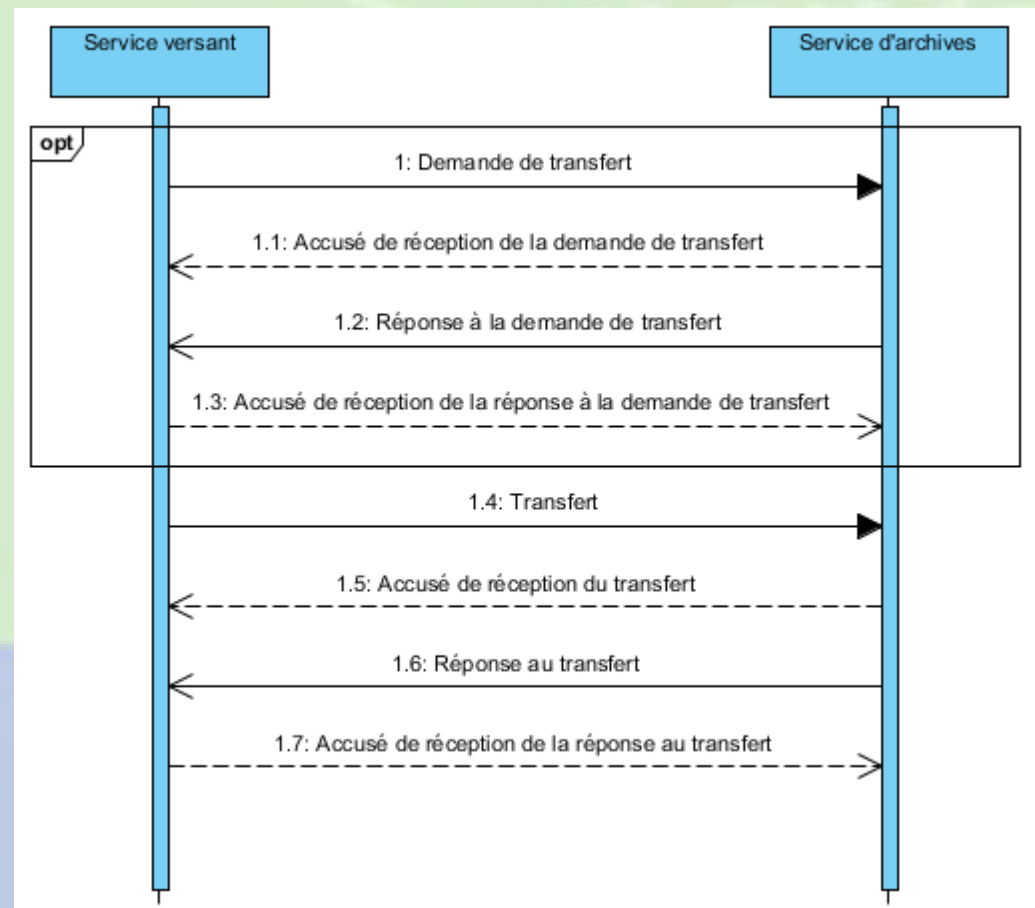 Service versant
Service d'archives
opt
1: Demande de transfert
1.1: Accusé de réception de la demande de transfert
1.2: Réponse à la demande de transfert
1.3: Accusé de réception de la réponse à la demande de transfert
1.4: Transfert
1.5: Accusé de réception du transfert
1.6: Réponse au transfert
1.7: Accusé de réception de la réponse au transfert